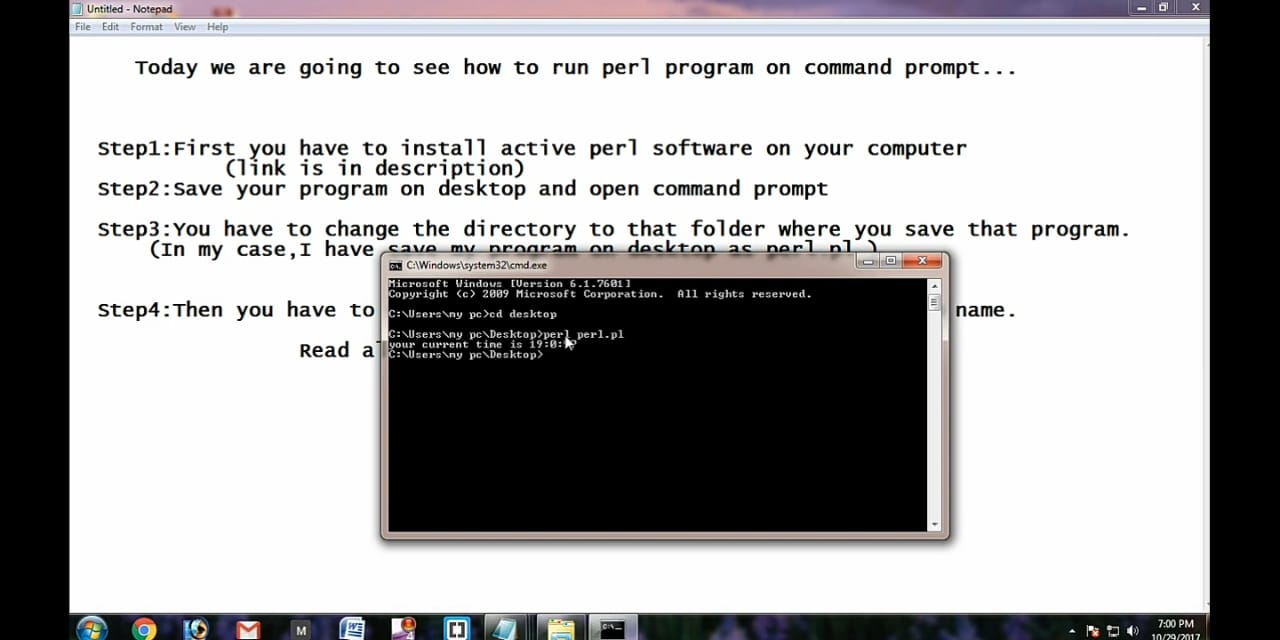 Untitled - Notepad
File Edit Format View Help
Today we are going to see how to run perl program on command prompt...
Step1:First you have to install active perl software on your computer
(link is in description)
Step2:Save your program on desktop and open command prompt
Step3:You have to change the directory to that folder where you save that program.
(In my case,I have save my program on desktop as perl.pl )
Step4:Then you have to
name.
Read
C:\Windows\system32\cmd.exe
Microsoft Windows [Version 6.1.7601]
Copyright (c) 2009 Microsoft Corporation. All rights reserved.
C:\Users\my pc>cd desktop
C:\Users\my pc\Desktop>perl perl.pl
your current time is 19:0:
C:\Users\my pc\Desktop>
M
7:00 PM
10/29/2017